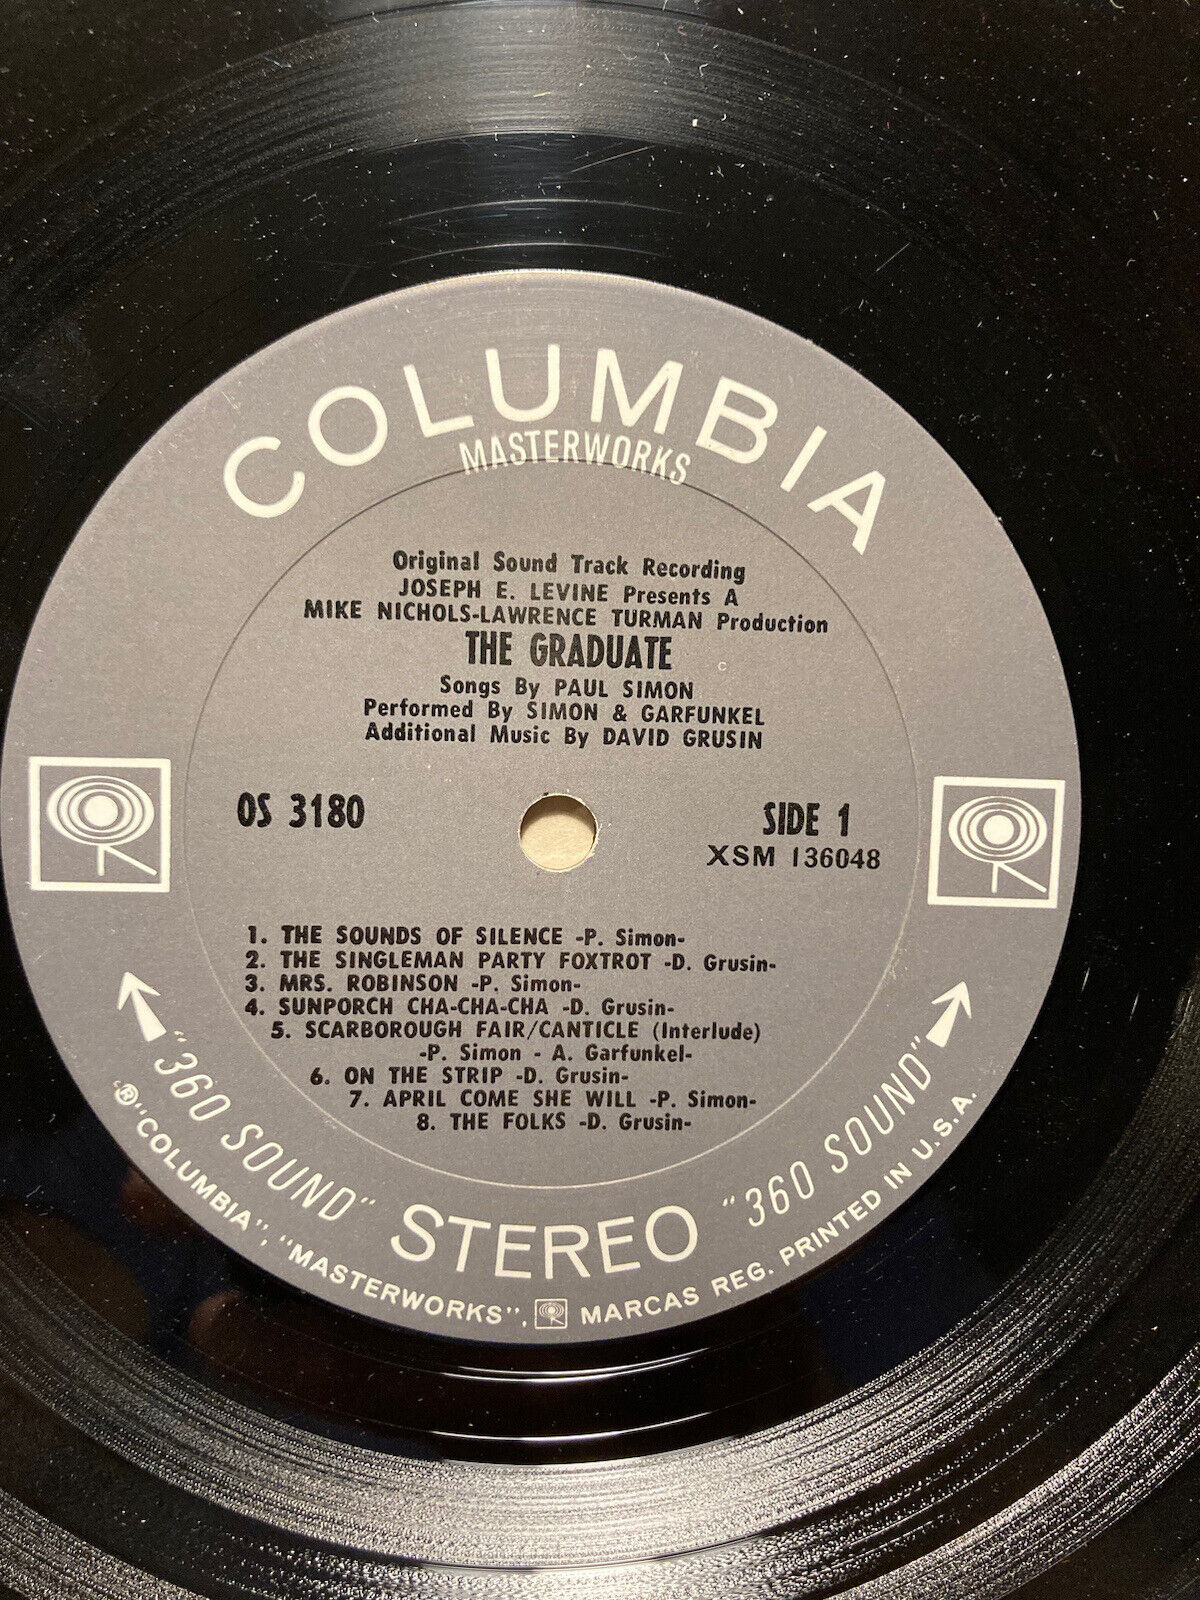 COLUMBIA
MASTERWORKS
Original Sound Track Recording
JOSEPH E. LEVINE Presents A
MIKE NICHOLS-LAWRENCE TURMAN Production
THE GRADUATE
Songs By PAUL SIMON
Performed By SIMON & GARFUNKEL
Additional Music By DAVID GRUSIN
OS 3180
SIDE 1
XSM 136048
1. THE SOUNDS OF SILENCE -P. Simon-
2. THE SINGLEMAN PARTY FOXTROT -D. Grusin-
3. MRS. ROBINSON -P. Simon-
4. SUNPORCH CHA-CHA-CHA -D. Grusin-
5. SCARBOROUGH FAIR/CANTICLE (Interlude)
-P. Simon - A. Garfunkel-
6. ON THE STRIP -D. Grusin-
7. APRIL COME SHE WILL -P. Simon-
8. THE FOLKS -D. Grusin-
"360 SOUND" STEREO "360 SOUND"
® "COLUMBIA", "MASTERWORKS", MARCAS REG. PRINTED IN U.S.A.